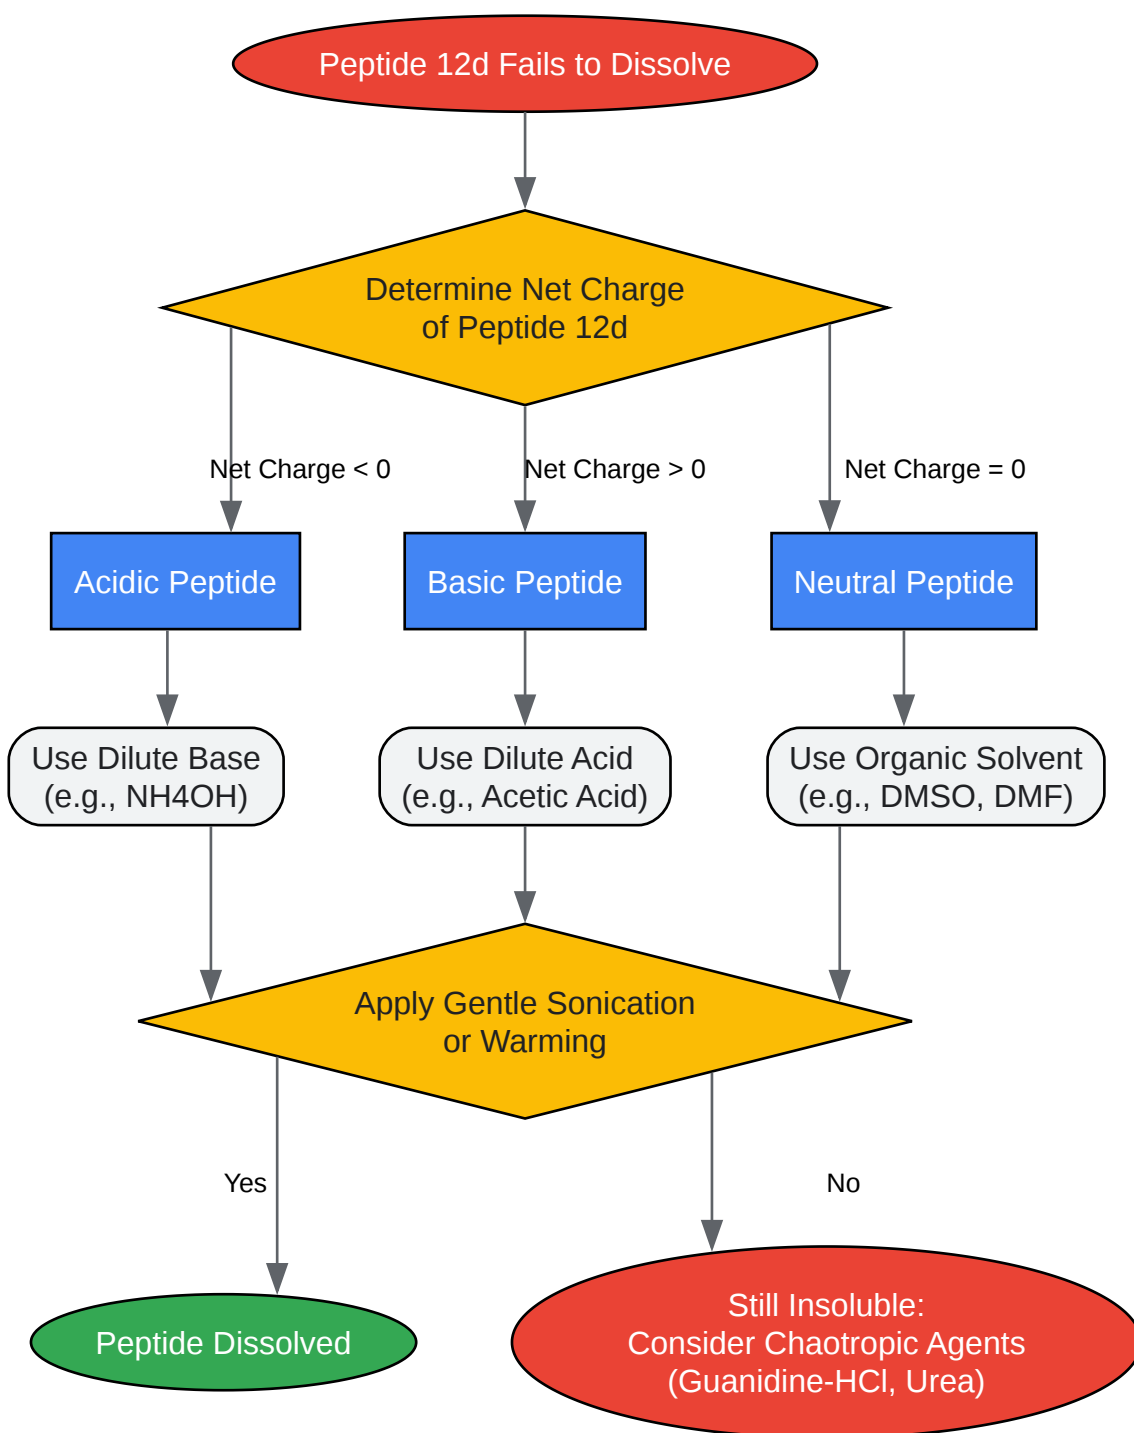 Peptide 12d Fails to Dissolve
Determine Net Charge
of Peptide 12d
Net Charge < 0
Net Charge > 0
Net Charge = 0
Acidic Peptide
Basic Peptide
Neutral Peptide
Use Dilute Base
(e.g., NH4OH)
Use Dilute Acid
(e.g., Acetic Acid)
Use Organic Solvent
(e.g., DMSO, DMF)
Apply Gentle Sonication
or Warming
Yes
No
Peptide Dissolved
Still Insoluble:
Consider Chaotropic Agents
(Guanidine-HCl, Urea)